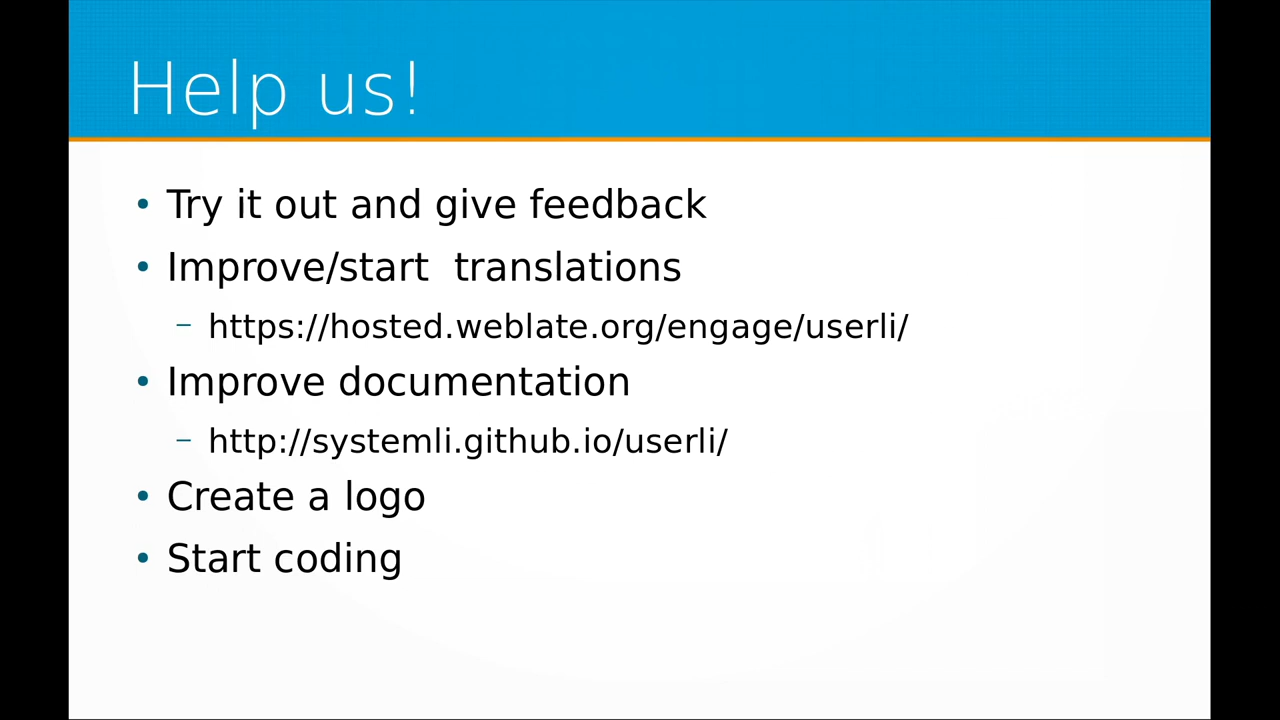 Help us!
• Try it out and give feedback
• Improve/start  translations
– https://hosted.weblate.org/engage/userli/
• Improve documentation
– http://systemli.github.io/userli/
• Create a logo
• Start coding